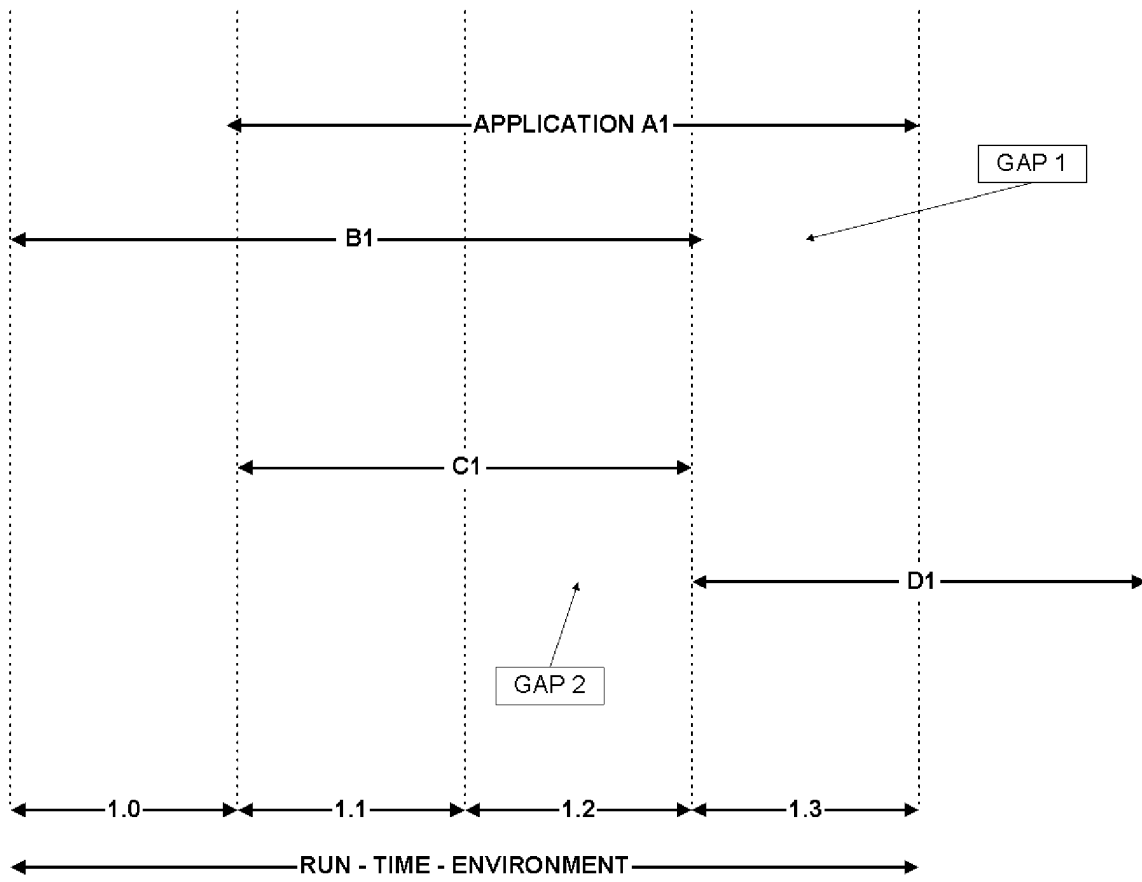 APPLICATION A1
GAP 1
B1
C1
D1
GAP 2
1.0 1.1 1.2 1.3
RUN - TIME - ENVIRONMENT